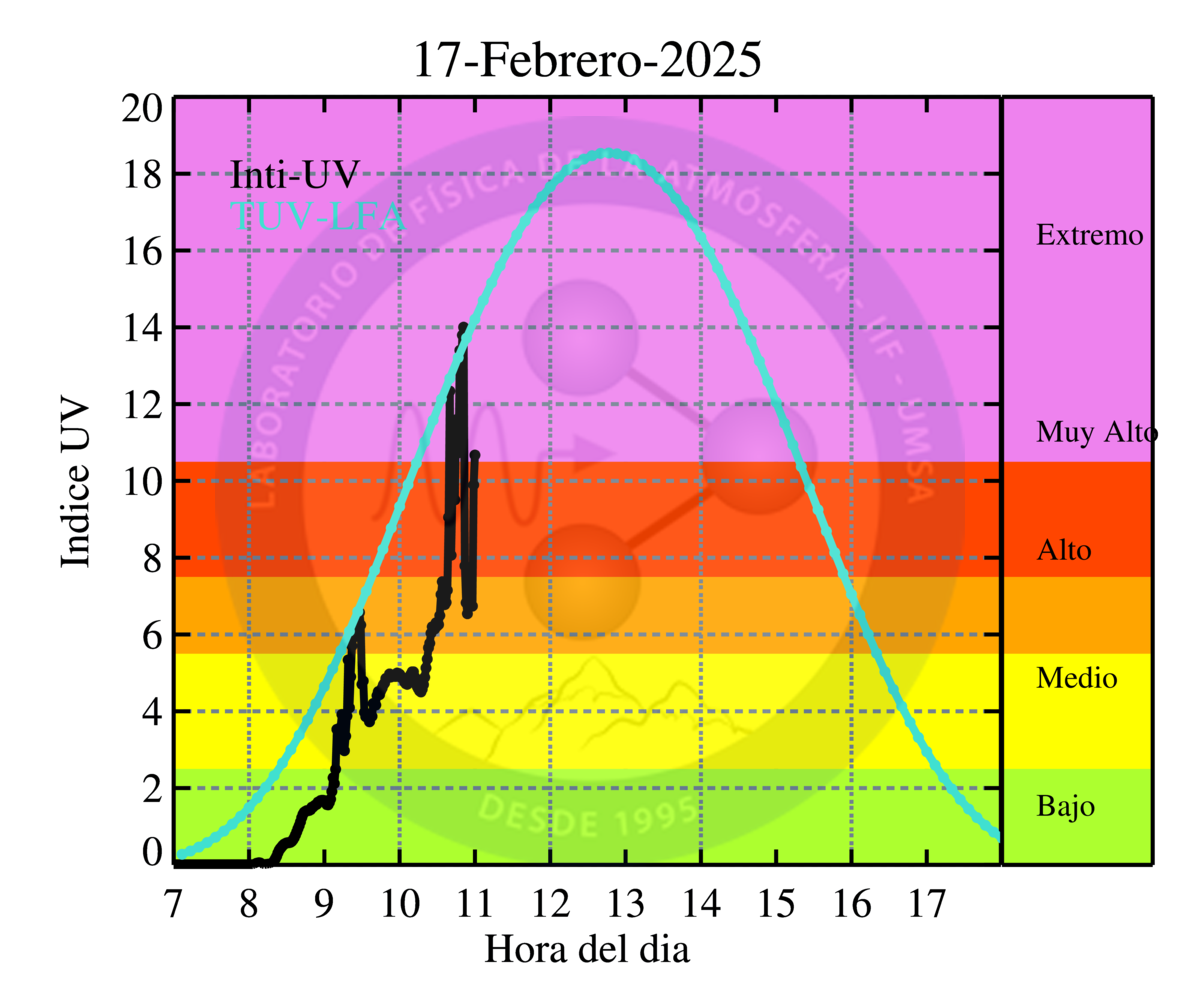 17-Febrero-2025
20
18
16
14
12
10
8
6
4
2
0
Indice UV
Inti-UV
TUV-LFA
LABORATORIO DE FÍSICA DE LA ATMÓSFERA - IIF - UMSA
DESDE 1995
Extremo
Muy Alto
Alto
Medio
Bajo
7 8 9 10 11 12 13 14 15 16 17
Hora del dia